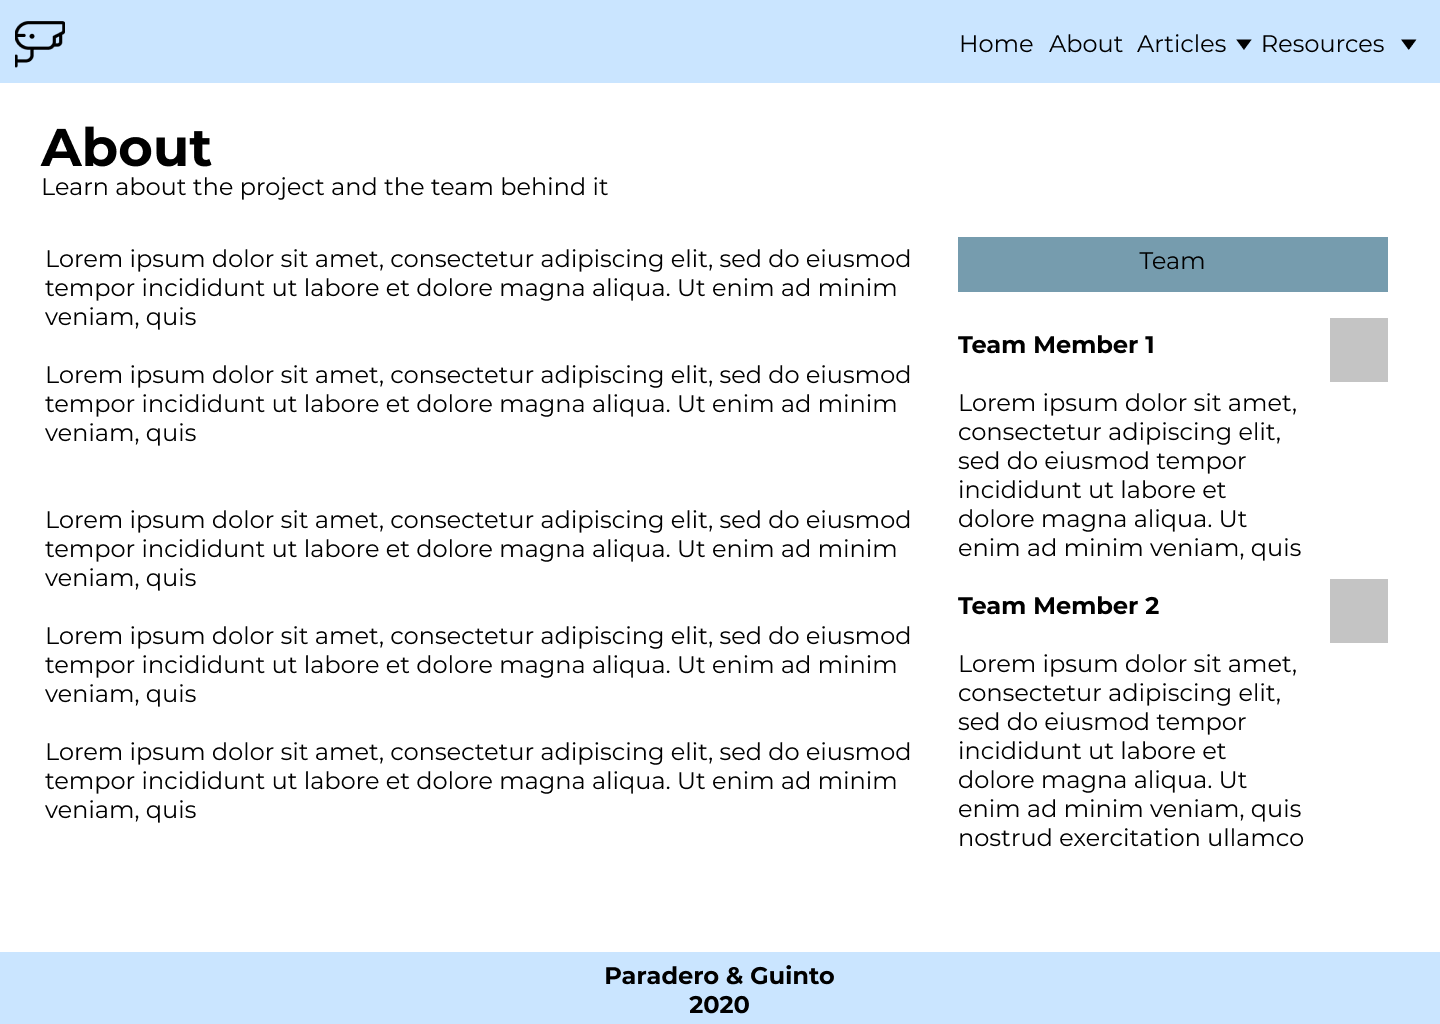 Home About Articles Resources
About
Learn about the project and the team behind it
Lorem ipsum dolor sit amet, consectetur adipiscing elit, sed do eiusmod
tempor incididunt ut labore et dolore magna aliqua. Ut enim ad minim
veniam, quis
Lorem ipsum dolor sit amet, consectetur adipiscing elit, sed do eiusmod
tempor incididunt ut labore et dolore magna aliqua. Ut enim ad minim
veniam, quis
Lorem ipsum dolor sit amet, consectetur adipiscing elit, sed do eiusmod
tempor incididunt ut labore et dolore magna aliqua. Ut enim ad minim
veniam, quis
Lorem ipsum dolor sit amet, consectetur adipiscing elit, sed do eiusmod
tempor incididunt ut labore et dolore magna aliqua. Ut enim ad minim
veniam, quis
Lorem ipsum dolor sit amet, consectetur adipiscing elit, sed do eiusmod
tempor incididunt ut labore et dolore magna aliqua. Ut enim ad minim
veniam, quis
Team
Team Member 1
Lorem ipsum dolor sit amet,
consectetur adipiscing elit,
sed do eiusmod tempor
incididunt ut labore et
dolore magna aliqua. Ut
enim ad minim veniam, quis
Team Member 2
Lorem ipsum dolor sit amet,
consectetur adipiscing elit,
sed do eiusmod tempor
incididunt ut labore et
dolore magna aliqua. Ut
enim ad minim veniam, quis
nostrud exercitation ullamco
Paradero & Guinto
2020